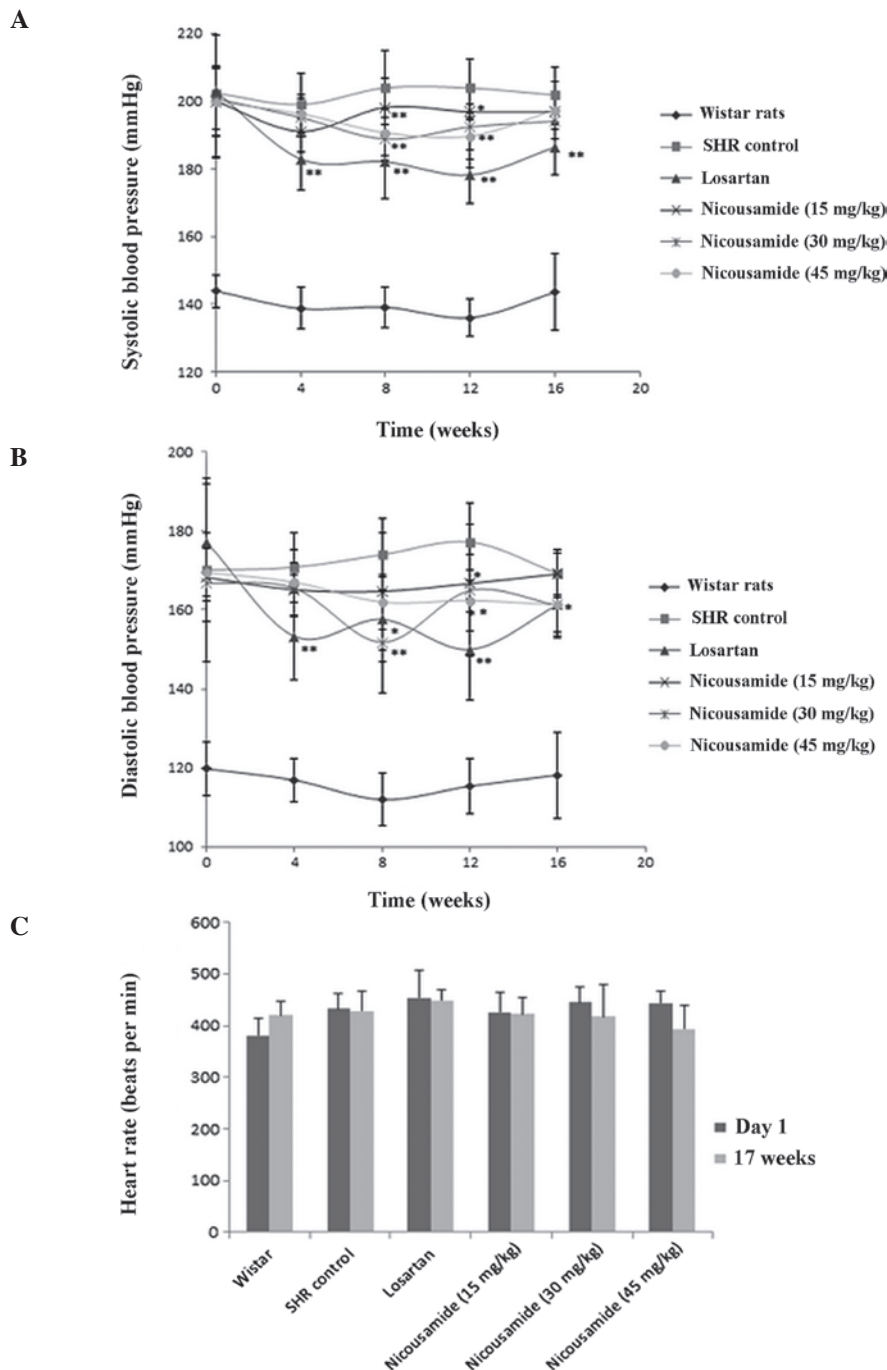 A
Systolic blood pressure (mmHg)
220
200
180
160
140
120
0
4
8
12
16
20
Time (weeks)
**
**
**
**
*
**
**
**
Wistar rats
SHR control
Losartan
Nicousamide (15 mg/kg)
Nicousamide (30 mg/kg)
Nicousamide (45 mg/kg)
B
Diastolic blood pressure (mmHg)
200
180
160
140
120
100
0
4
8
12
16
20
Time (weeks)
**
*
**
*
*
**
*
Wistar rats
SHR control
Losartan
Nicousamide (15 mg/kg)
Nicousamide (30 mg/kg)
Nicousamide (45 mg/kg)
C
Heart rate (beats per min)
600
500
400
300
200
100
0
Wistar
SHR control
Losartan
Nicousamide (15 mg/kg)
Nicousamide (30 mg/kg)
Nicousamide (45 mg/kg)
Day 1
17 weeks